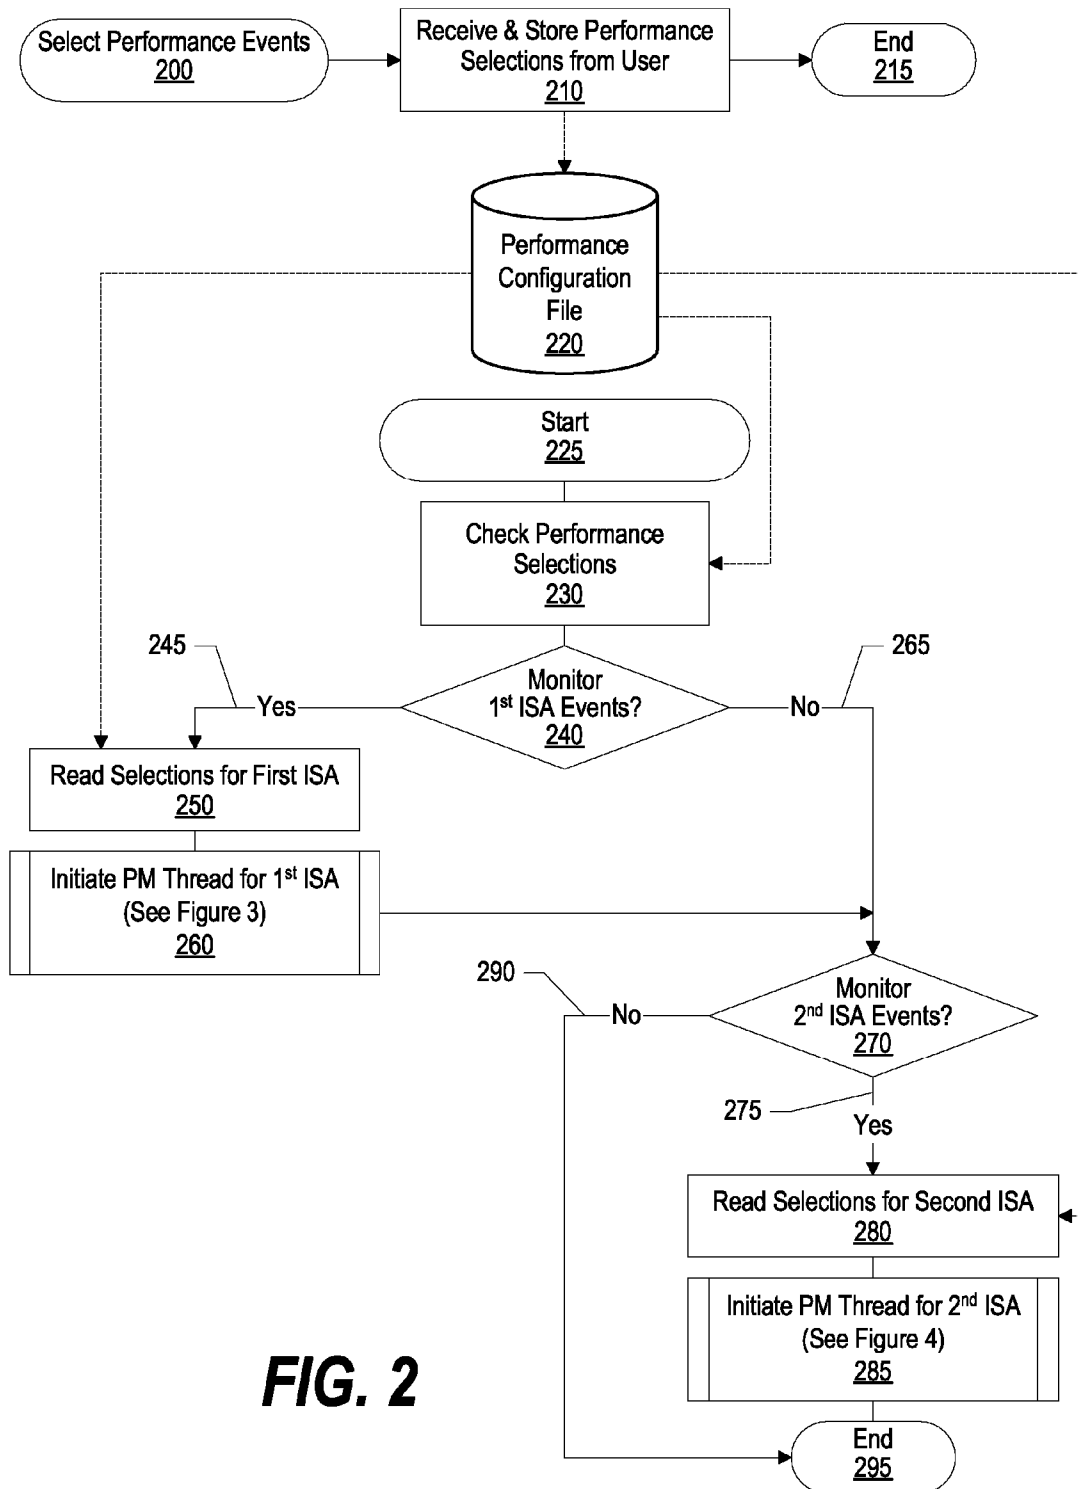 Select Performance Events
200
Receive & Store Performance
Selections from User
210
End
215
Performance
Configuration
File
220
Start
225
Check Performance
Selections
230
245
265
Monitor
1st ISA Events?
240
Yes
No
Read Selections for First ISA
250
Initiate PM Thread for 1st ISA
(See Figure 3)
260
290
Monitor
2nd ISA Events?
270
No
275
Yes
Read Selections for Second ISA
280
Initiate PM Thread for 2nd ISA
(See Figure 4)
285
FIG. 2
End
295